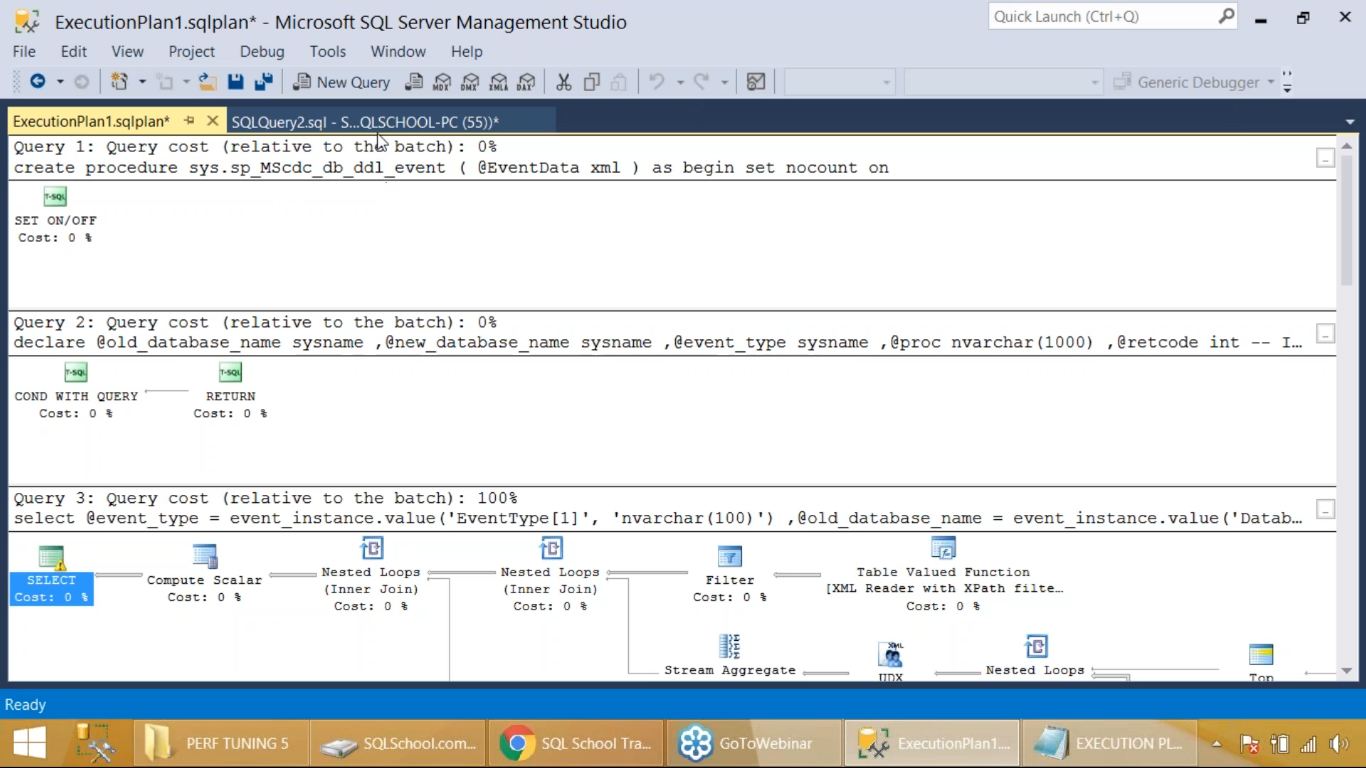 ExecutionPlan1.sqlplan* - Microsoft SQL Server Management Studio
Quick Launch (Ctrl+Q)
File Edit View Project Debug Tools Window Help
New Query MDX DMX XMLA DAX Generic Debugger
ExecutionPlan1.sqlplan* SQLQuery2.sql - S...QLSCHOOL-PC (55))*
Query 1: Query cost (relative to the batch): 0%
create procedure sys.sp_MScdc_db_ddl_event ( @EventData xml ) as begin set nocount on
T-SQL
SET ON/OFF
Cost: 0 %
Query 2: Query cost (relative to the batch): 0%
declare @old_database_name sysname ,@new_database_name sysname ,@event_type sysname ,@proc nvarchar(1000) ,@retcode int -- I...
T-SQL T-SQL
COND WITH QUERY RETURN
Cost: 0 % Cost: 0 %
Query 3: Query cost (relative to the batch): 100%
select @event_type = event_instance.value('EventType[1]', 'nvarchar(100)') ,@old_database_name = event_instance.value('Datab...
SELECT Compute Scalar Nested Loops Nested Loops Filter Table Valued Function
Cost: 0 % Cost: 0 % (Inner Join) (Inner Join) Cost: 0 % [XML Reader with XPath filte...
Cost: 0 % Cost: 0 % Cost: 0 %
XML
Stream Aggregate UDX Nested Loops Top
Ready
PERF TUNING 5 SQLSchool.com... SQL School Tra... GoToWebinar ExecutionPlan1.... EXECUTION PL...